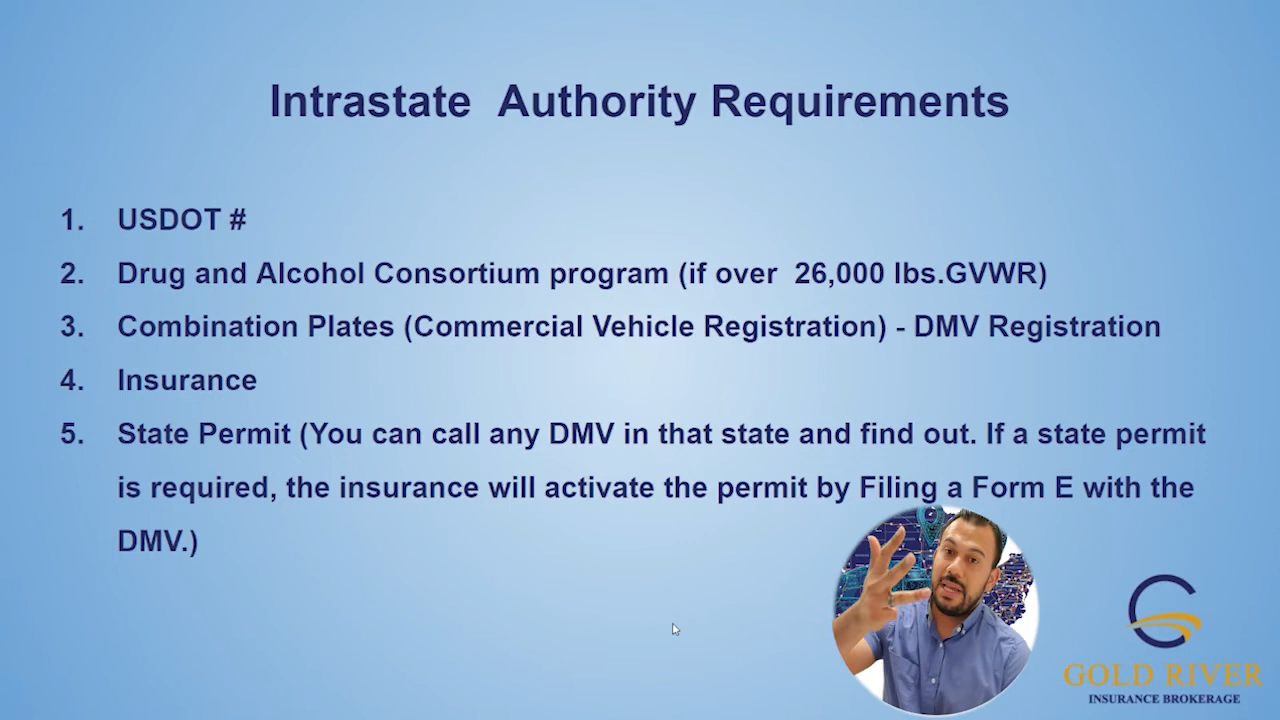 Intrastate  Authority Requirements
1. USDOT #
2. Drug and Alcohol Consortium program (if over  26,000 lbs.GVWR)
3. Combination Plates (Commercial Vehicle Registration) - DMV Registration
4. Insurance
5. State Permit (You can call any DMV in that state and find out. If a state permit
is required, the insurance will activate the permit by Filing a Form E with the
DMV.)
GOLD RIVER
INSURANCE BROKERAGE